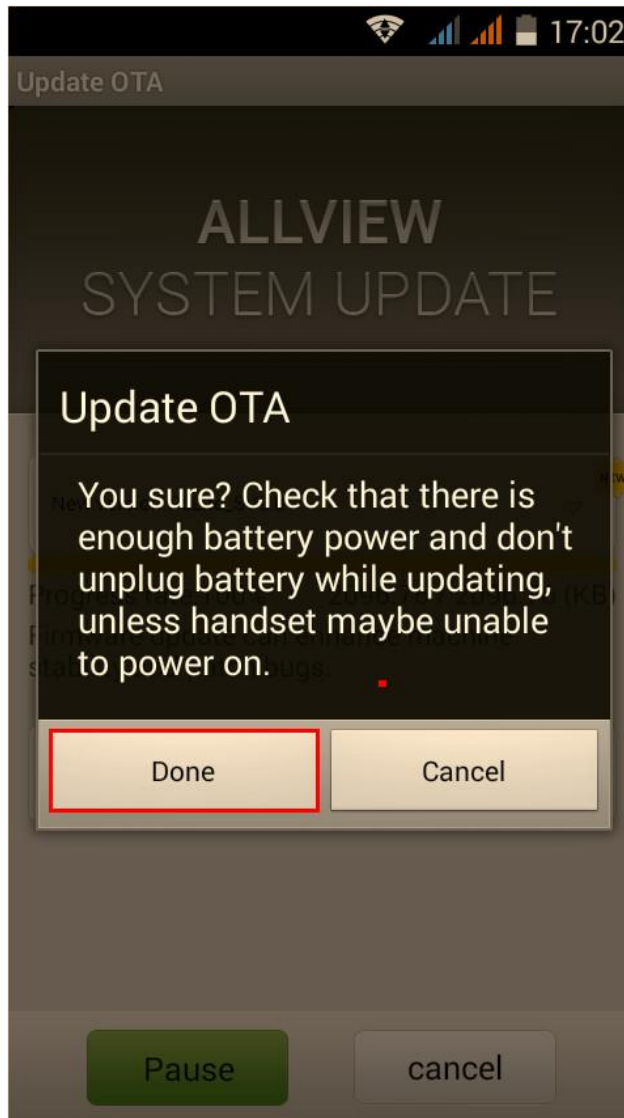 17:02
Update OTA
ALLVIEW
SYSTEM UPDATE
Update OTA
You sure? Check that there is
enough battery power and don't
unplug battery while updating,
unless handset maybe unable
to power on.
Done
Cancel
Pause
cancel